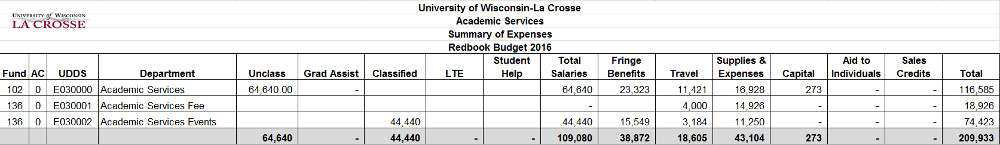 UNIVERSITY of WISCONSIN
LA CROSSE
University of Wisconsin-La Crosse
Academic Services
Summary of Expenses
Redbook Budget 2016
Fund AC UDDS Department Unclass Grad Assist Classified LTE Student Help Total Salaries Fringe Benefits Travel Supplies & Expenses Capital Aid to Individuals Sales Credits Total
102 0 E030000 Academic Services 64,640.00 - 64,640 23,323 11,421 16,928 273 - - 116,585
136 0 E030001 Academic Services Fee - 4,000 14,926 - - - 18,926
136 0 E030002 Academic Services Events 44,440 44,440 15,549 3,184 11,250 - - - 74,423
64,640 - 44,440 - - 109,080 38,872 18,605 43,104 273 - - 209,933